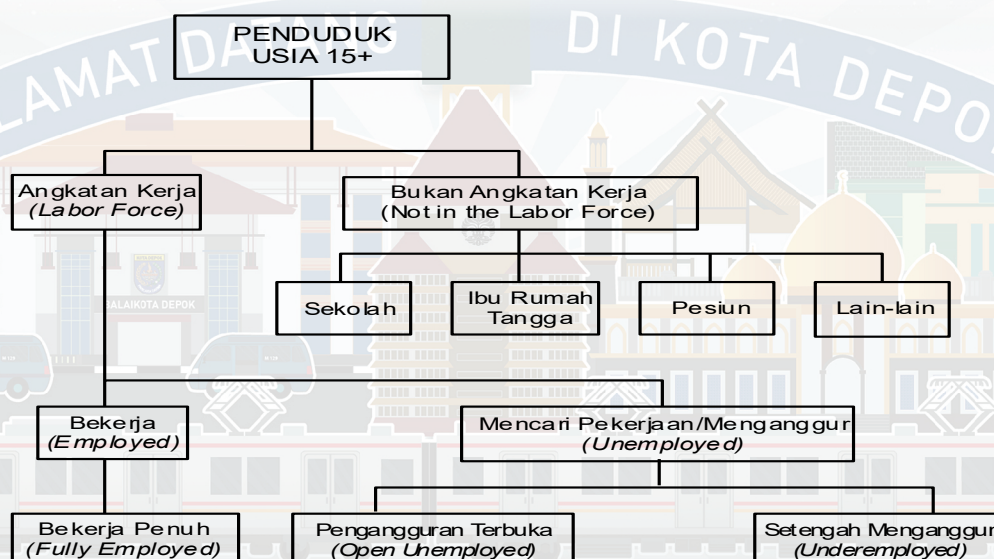 LAMAT DATANG DI KOTA DEPO
PENDUDUK
USIA 15+
Angkatan Kerja
(Labor Force)
Bukan Angkatan Kerja
(Not in the Labor Force)
BALAIKOTA DEPOK
Sekolah
Ibu Rumah
Tangga
Pesiun
Lain-lain
Bekerja
(Employed)
Mencari Pekerjaan/Menganggur
(Unemployed)
Bekerja Penuh
(Fully Employed)
Pengangguran Terbuka
(Open Unemployed)
Setengah Menganggur
(Underemployed)